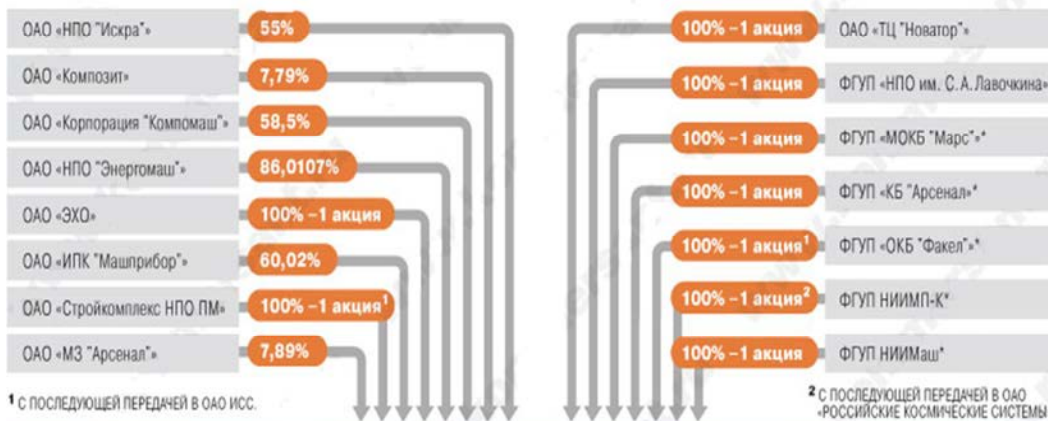 ОАО «НПО "Искра"» 55%
ОАО «Композит» 7,79%
ОАО «Корпорация "Компомаш"» 58,5%
ОАО «НПО "Энергомаш» 86,0107%
ОАО «ЭХО» 100% –1 акция
ОАО «ИПК "Машприбор"» 60,02%
ОАО «Стройкомплекс НПО ПМ» 100% –1 акция¹
ОАО «МЗ "Арсенал"» 7,89%
¹ С ПОСЛЕДУЮЩЕЙ ПЕРЕДАЧЕЙ В ОАО ИСС.
100% –1 акция ОАО «ТЦ "Новатор"»
100% –1 акция ФГУП «НПО им. С.А.Лавочкина»
100% –1 акция ФГУП «МОКБ "Марс"»*
100% –1 акция ФГУП «КБ "Арсенал»*
100% –1 акция¹ ФГУП «ОКБ "Факел"»*
100% –1 акция² ФГУП НИИМП-К*
100% –1 акция ФГУП НИИМаш*
² С ПОСЛЕДУЮЩЕЙ ПЕРЕДАЧЕЙ В ОАО
«РОССИЙСКИЕ КОСМИЧЕСКИЕ СИСТЕМЫ